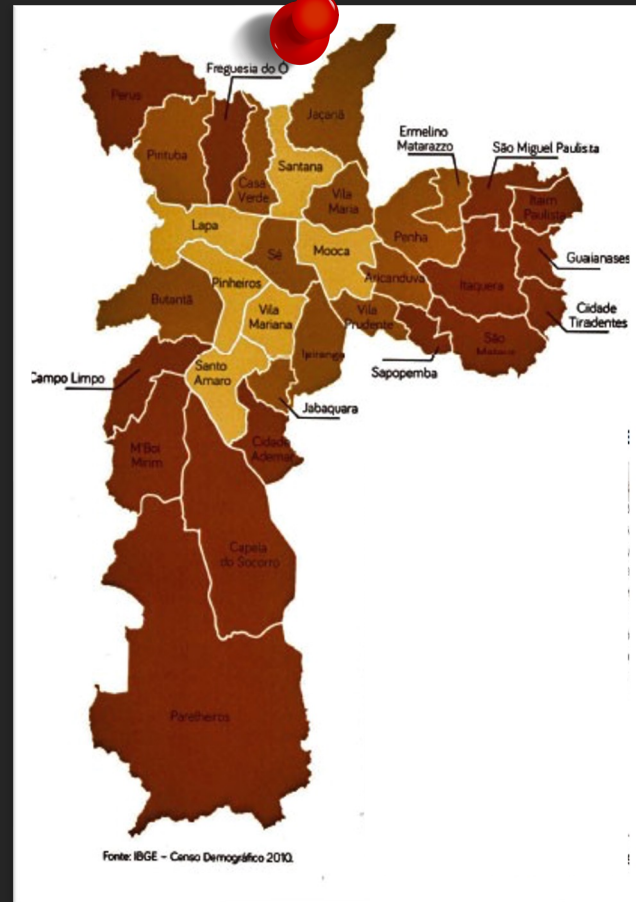 Freguesia do Ó
Perus
Jaçanã
Ermelino
Matarazzo
São Miguel Paulista
Pirituba
Santana
Casa
Verde
Vila
Maria
Itaim
Paulista
Lapa
Sé
Mooca
Penha
Guaianases
Aricanduva
Itaquera
Pinheiros
Butantã
Vila
Mariana
Vila
Prudente
Cidade
Tiradentes
Ipiranga
São
Mateus
Santo
Amaro
Sapopemba
Campo Limpo
Jabaquara
M'Boi
Mirim
Cidade
Ademar
Capela
do Socorro
Parelheiros
Fonte: IBGE – Censo Demográfico 2010.